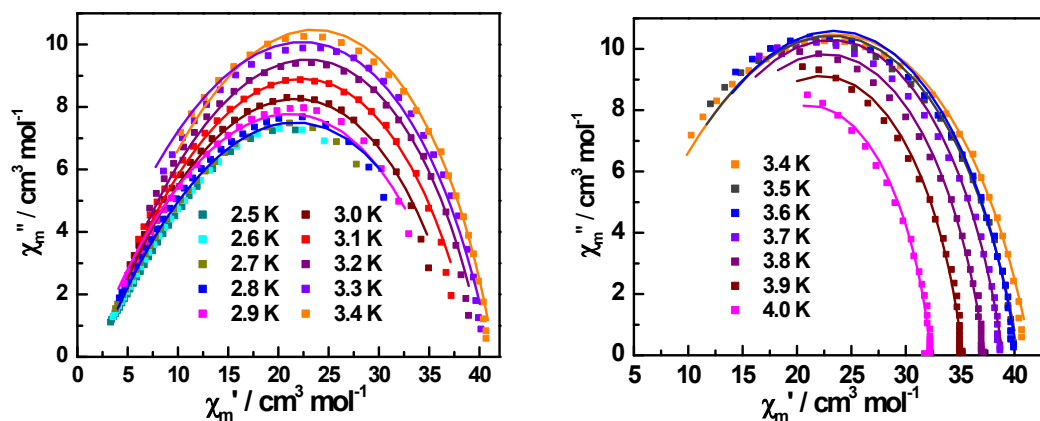 χm'' / cm³ mol⁻¹
10
8
6
4
2
0
2.5 K 3.0 K
2.6 K 3.1 K
2.7 K 3.2 K
2.8 K 3.3 K
2.9 K 3.4 K
0 5 10 15 20 25 30 35 40
χm' / cm³ mol⁻¹
χm'' / cm³ mol⁻¹
10
8
6
4
2
0
3.4 K
3.5 K
3.6 K
3.7 K
3.8 K
3.9 K
4.0 K
5 10 15 20 25 30 35 40
χm' / cm³ mol⁻¹